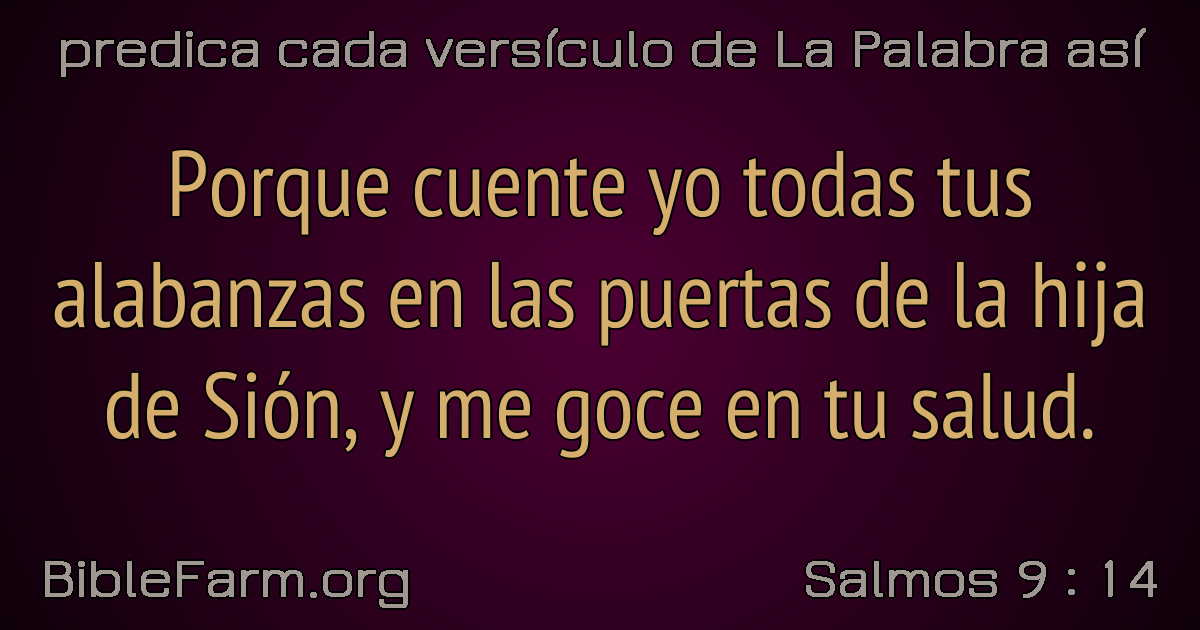 predica cada versículo de La Palabra así
Porque cuente yo todas tus
alabanzas en las puertas de la hija
de Sión, y me goce en tu salud.
BibleFarm.org
Salmos 9 : 14